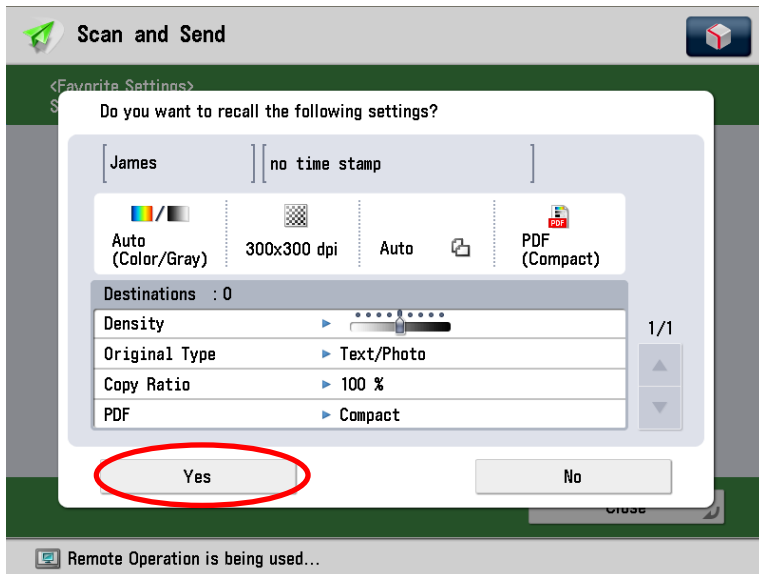 Scan and Send
<Favorite Settings>
S
Do you want to recall the following settings?
James no time stamp
Auto
(Color/Gray)
300x300 dpi
Auto
PDF
PDF
(Compact)
Destinations : 0
Density
1/1
Original Type Text/Photo
Copy Ratio 100 %
PDF Compact
Yes No
Close
Remote Operation is being used...